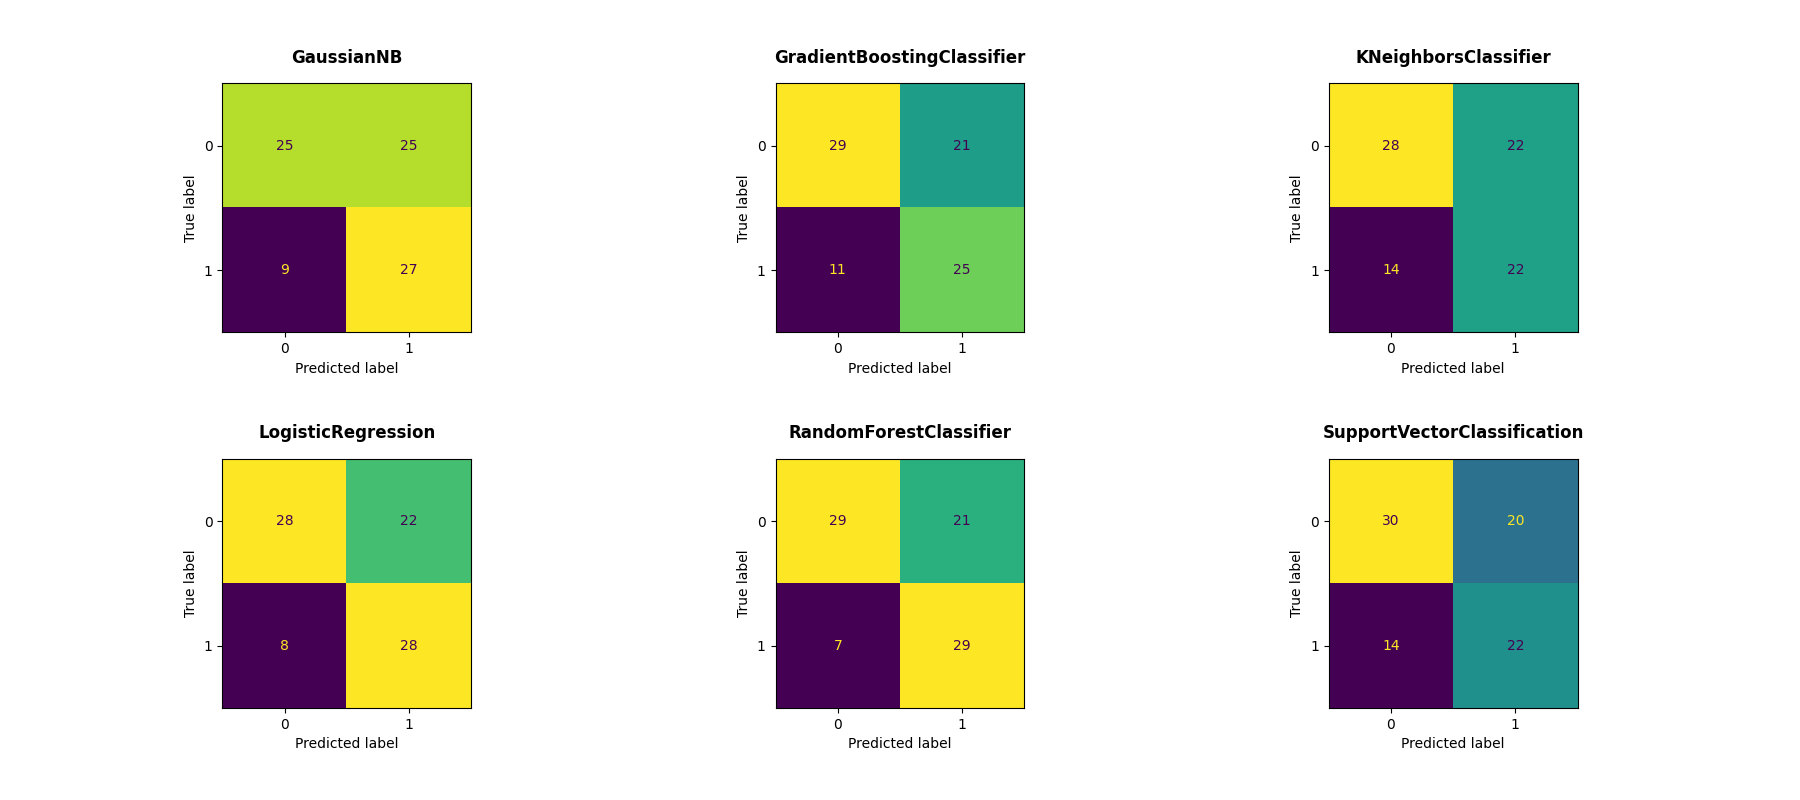 GaussianNB
0
25
25
True label
1
9
27
0
1
Predicted label
GradientBoostingClassifier
0
29
21
True label
1
11
25
0
1
Predicted label
KNeighborsClassifier
0
28
22
True label
1
14
22
0
1
Predicted label
LogisticRegression
0
28
22
True label
1
8
28
0
1
Predicted label
RandomForestClassifier
0
29
21
True label
1
7
29
0
1
Predicted label
SupportVectorClassification
0
30
20
True label
1
14
22
0
1
Predicted label